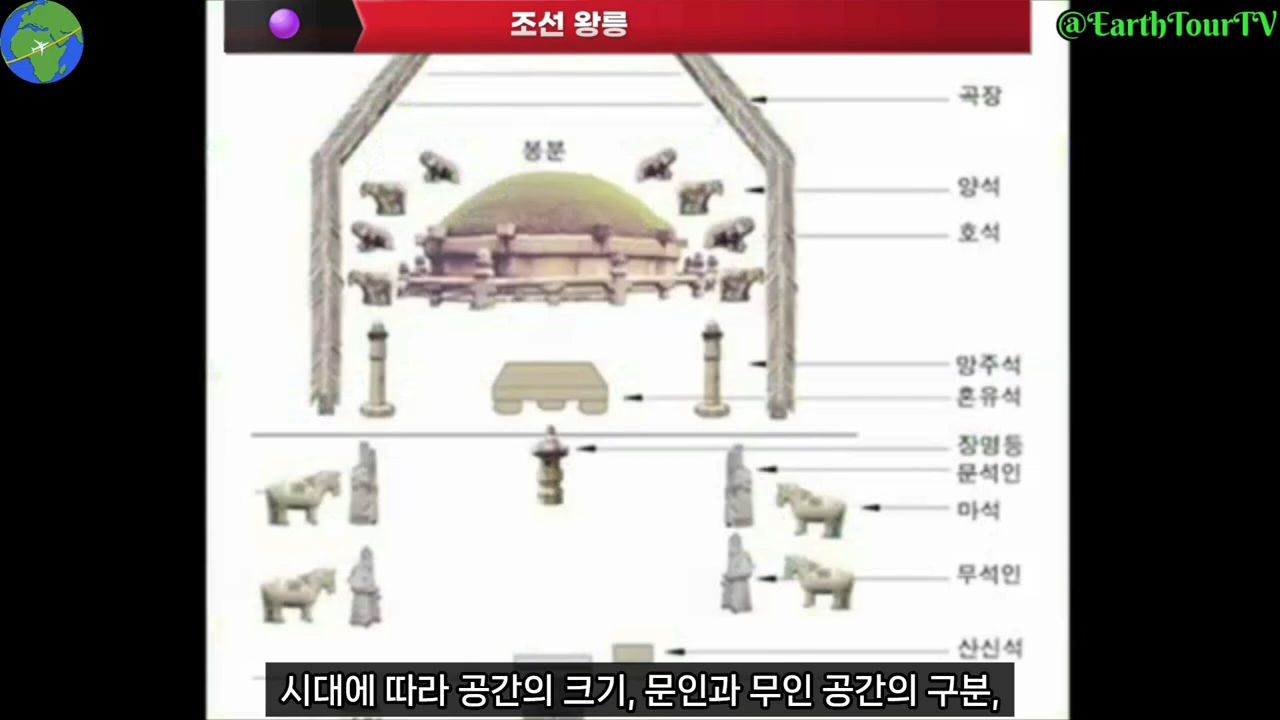 조선 왕릉
@EarthTourTV
곡장
봉분
양석
호석
망주석
혼유석
장명등
문석인
마석
무석인
산신석
시대에 따라 공간의 크기, 문인과 무인 공간의 구분,